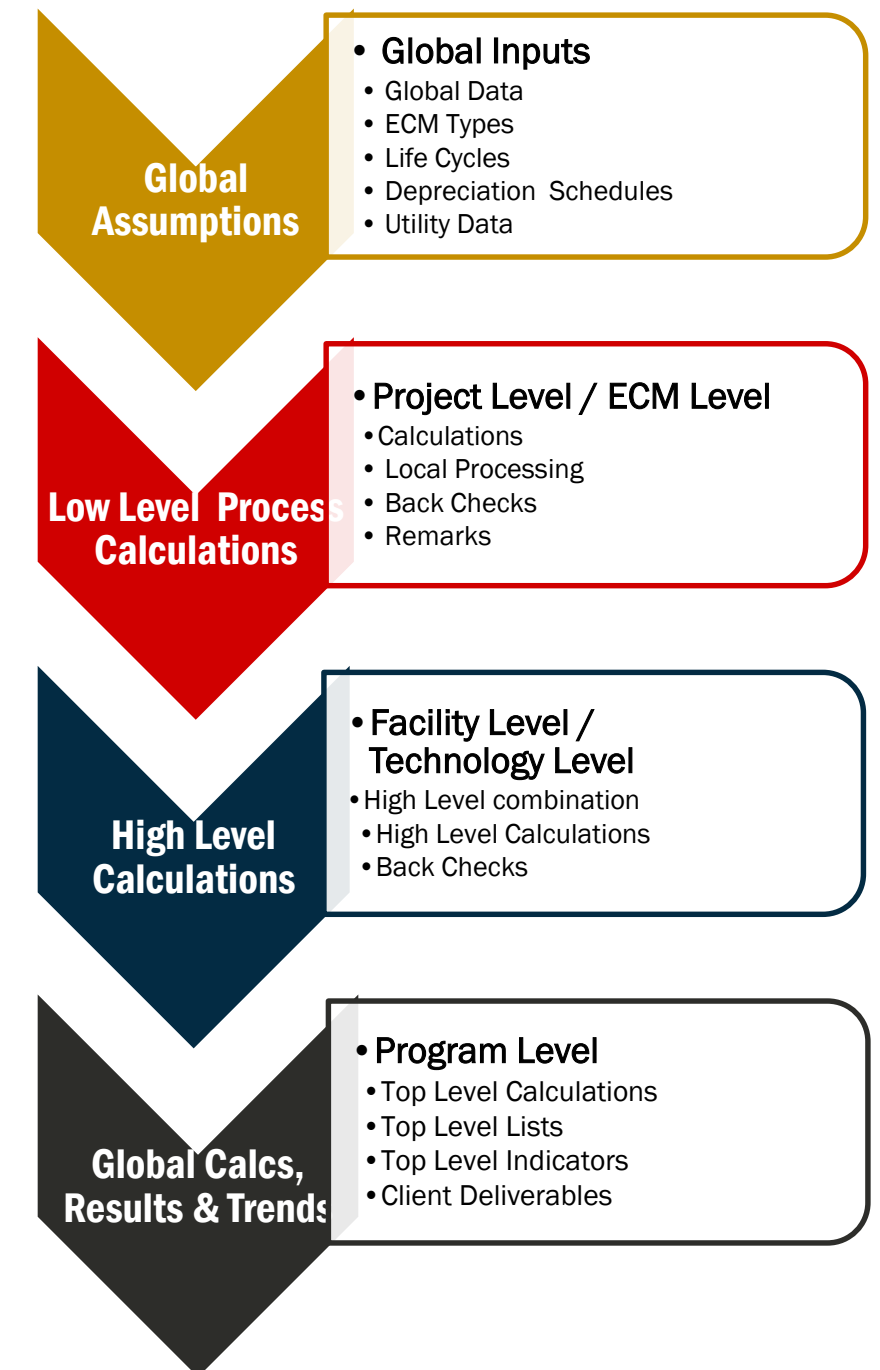 Global
Assumptions
• Global Inputs
• Global Data
• ECM Types
• Life Cycles
• Depreciation Schedules
• Utility Data
Low Level Process
Calculations
• Project Level / ECM Level
• Calculations
• Local Processing
• Back Checks
• Remarks
High Level
Calculations
• Facility Level /
Technology Level
• High Level combination
• High Level Calculations
• Back Checks
Global Calcs,
Results & Trends
• Program Level
• Top Level Calculations
• Top Level Lists
• Top Level Indicators
• Client Deliverables